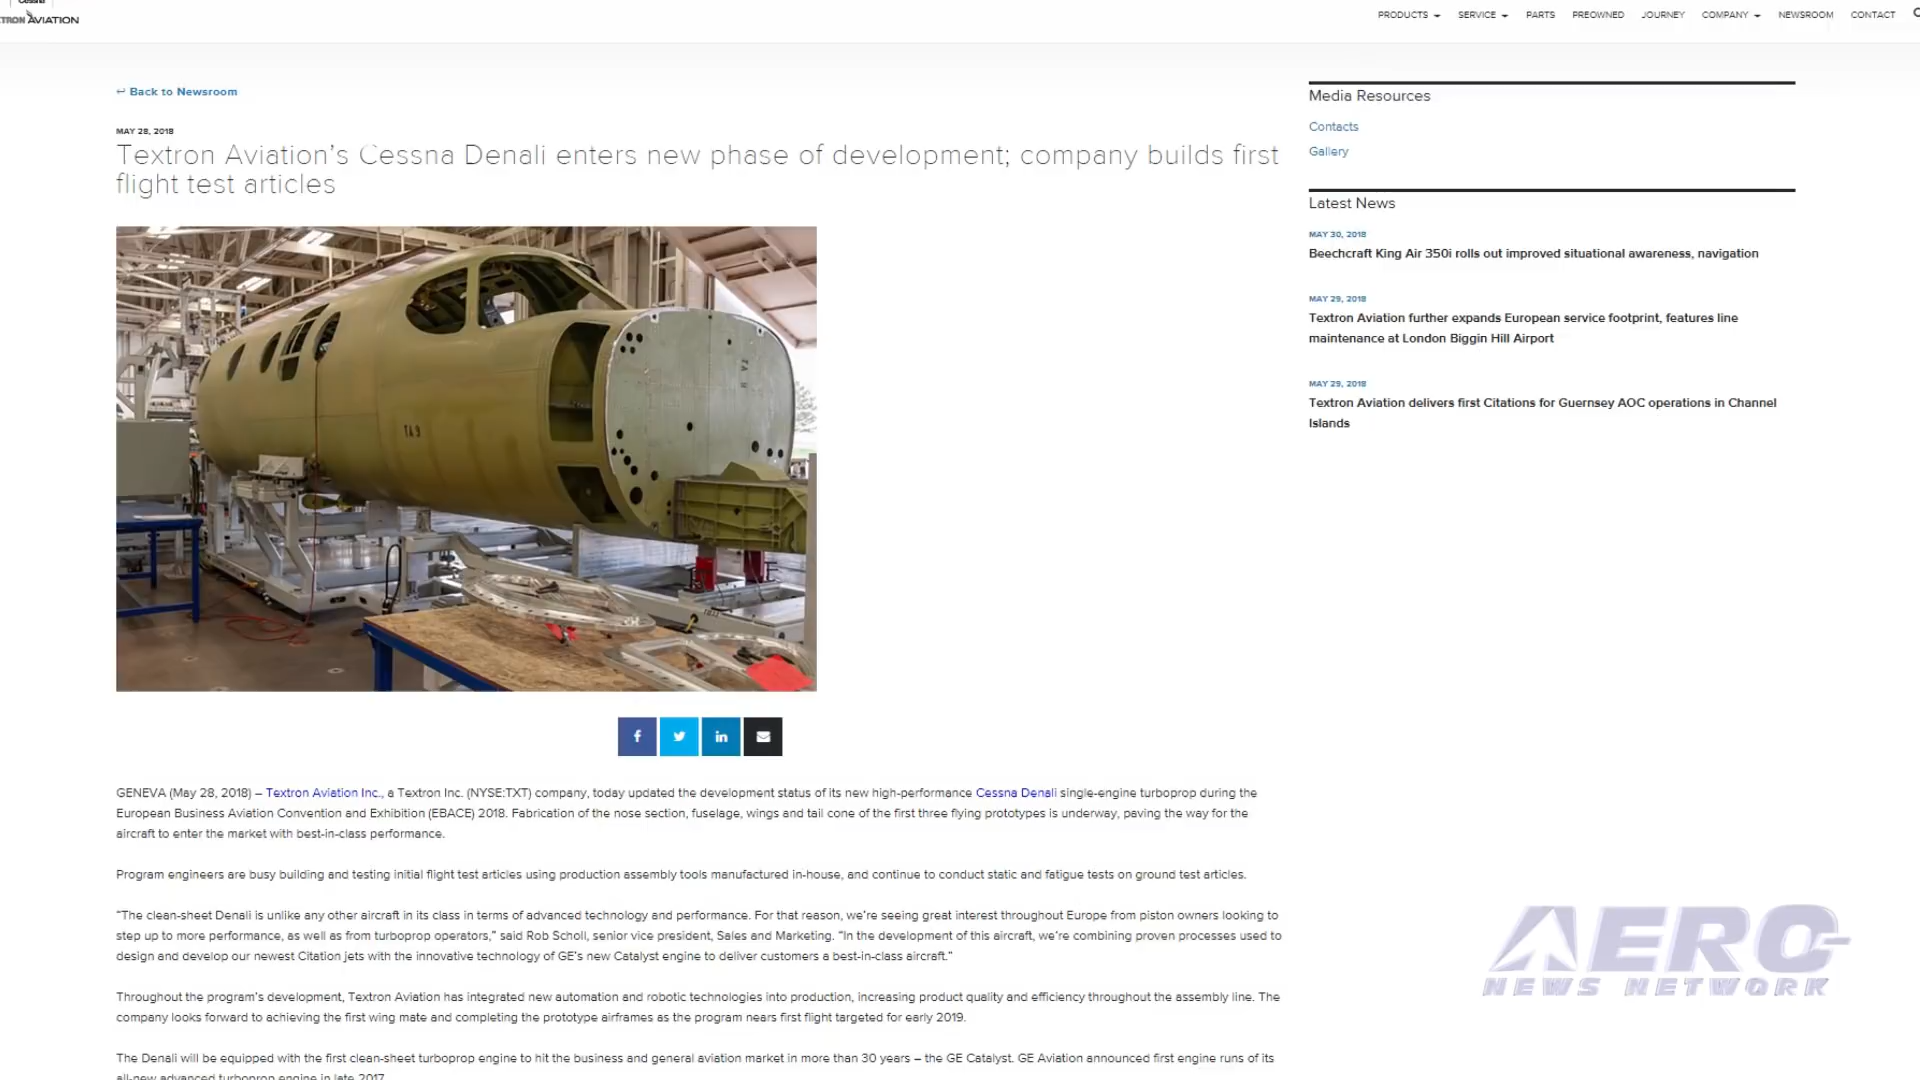 Cessna
TRON AVIATION
PRODUCTS
SERVICE
PARTS
PREOWNED
JOURNEY
COMPANY
NEWSROOM
CONTACT
Back to Newsroom
MAY 28, 2018
Textron Aviation’s Cessna Denali enters new phase of development; company builds first
flight test articles
TA 9
GENEVA (May 28, 2018) – Textron Aviation Inc., a Textron Inc. (NYSE:TXT) company, today updated the development status of its new high-performance Cessna Denali single-engine turboprop during the
European Business Aviation Convention and Exhibition (EBACE) 2018. Fabrication of the nose section, fuselage, wings and tail cone of the first three flying prototypes is underway, paving the way for the
aircraft to enter the market with best-in-class performance.
Program engineers are busy building and testing initial flight test articles using production assembly tools manufactured in-house, and continue to conduct static and fatigue tests on ground test articles.
“The clean-sheet Denali is unlike any other aircraft in its class in terms of advanced technology and performance. For that reason, we’re seeing great interest throughout Europe from piston owners looking to
step up to more performance, as well as from turboprop operators,” said Rob Scholl, senior vice president, Sales and Marketing. “In the development of this aircraft, we’re combining proven processes used to
design and develop our newest Citation jets with the innovative technology of GE’s new Catalyst engine to deliver customers a best-in-class aircraft.”
Throughout the program’s development, Textron Aviation has integrated new automation and robotic technologies into production, increasing product quality and efficiency throughout the assembly line. The
company looks forward to achieving the first wing mate and completing the prototype airframes as the program nears first flight targeted for early 2019.
The Denali will be equipped with the first clean-sheet turboprop engine to hit the business and general aviation market in more than 30 years – the GE Catalyst. GE Aviation announced first engine runs of its
all-new advanced turboprop engine in late 2017.
Media Resources
Contacts
Gallery
Latest News
MAY 30, 2018
Beechcraft King Air 350i rolls out improved situational awareness, navigation
MAY 29, 2018
Textron Aviation further expands European service footprint, features line
maintenance at London Biggin Hill Airport
MAY 29, 2018
Textron Aviation delivers first Citations for Guernsey AOC operations in Channel
Islands
AERO
NEWS NETWORK